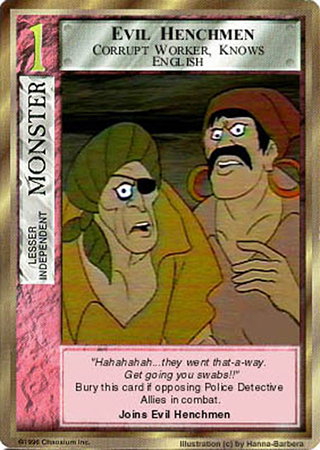 1
EVIL HENCHMEN
CORRUPT WORKER, KNOWS
ENGLISH
MONSTER
LESSER
INDEPENDENT
"Hahahahah...they went that-a-way.
Get going you swabs!!"
Bury this card if opposing Police Detective
Allies in combat.
Joins Evil Henchmen
©1996 Chaosium Inc.
Illustration (c) by Hanna-Barbera